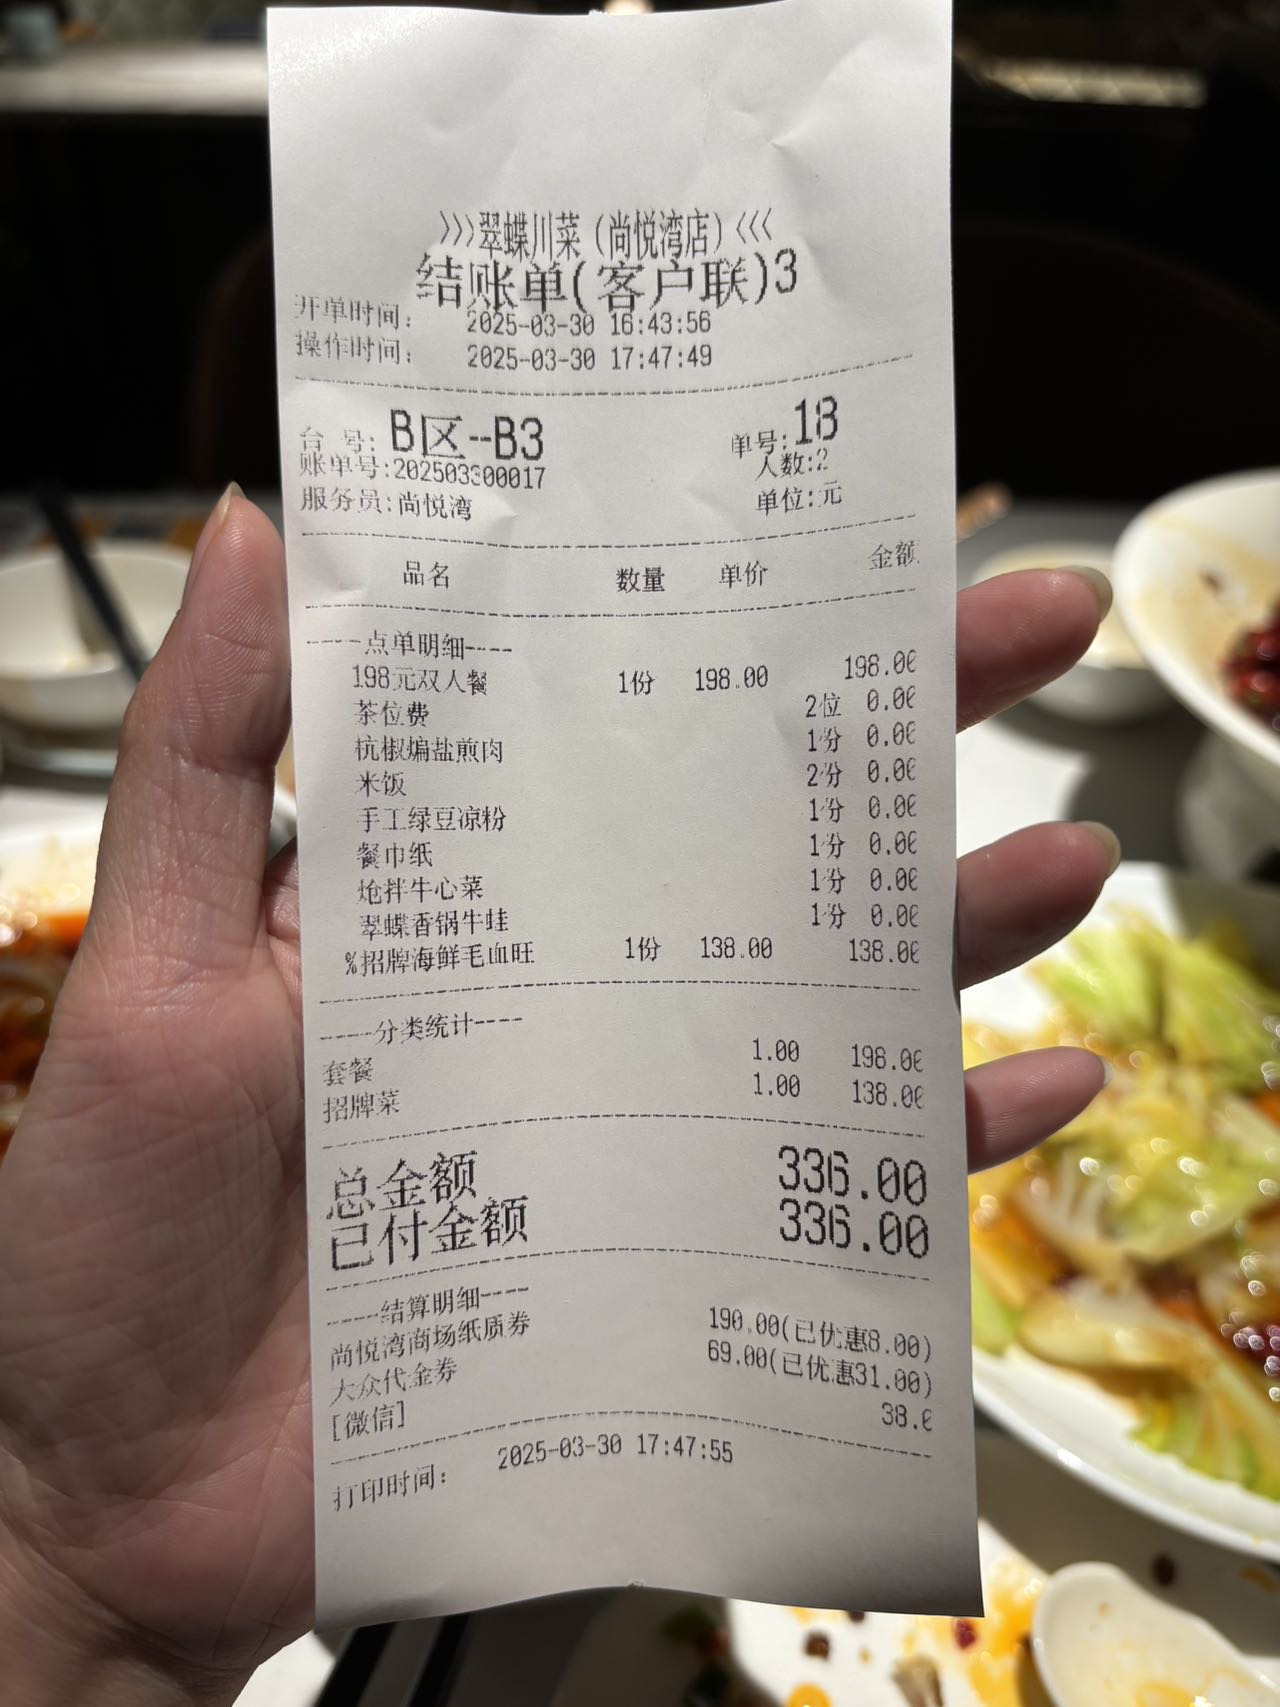 >>>翠蝶川菜（尚悦湾店）<<<
结账单(客户联)3
开单时间： 2025-03-30 16:43:56
操作时间： 2025-03-30 17:47:49
台 号: B区--B3 单号:18
账单号:202503300017 人数:2
服务员:尚悦湾 单位:元
品名 数量 单价 金额
----点单明细----
198元双人餐 1份 198.00 198.00
茶位费 2位 0.00
杭椒煸盐煎肉 1份 0.00
米饭 2份 0.00
手工绿豆凉粉 1份 0.00
餐巾纸 1份 0.00
炝拌牛心菜 1份 0.00
翠蝶香锅牛蛙 1份 0.00
%招牌海鲜毛血旺 1份 138.00 138.00
----分类统计----
套餐 1.00 198.00
招牌菜 1.00 138.00
总金额 336.00
已付金额 336.00
----结算明细----
尚悦湾商场纸质券 190.00(已优惠8.00)
大众代金券 69.00(已优惠31.00)
[微信] 38.0
打印时间： 2025-03-30 17:47:55